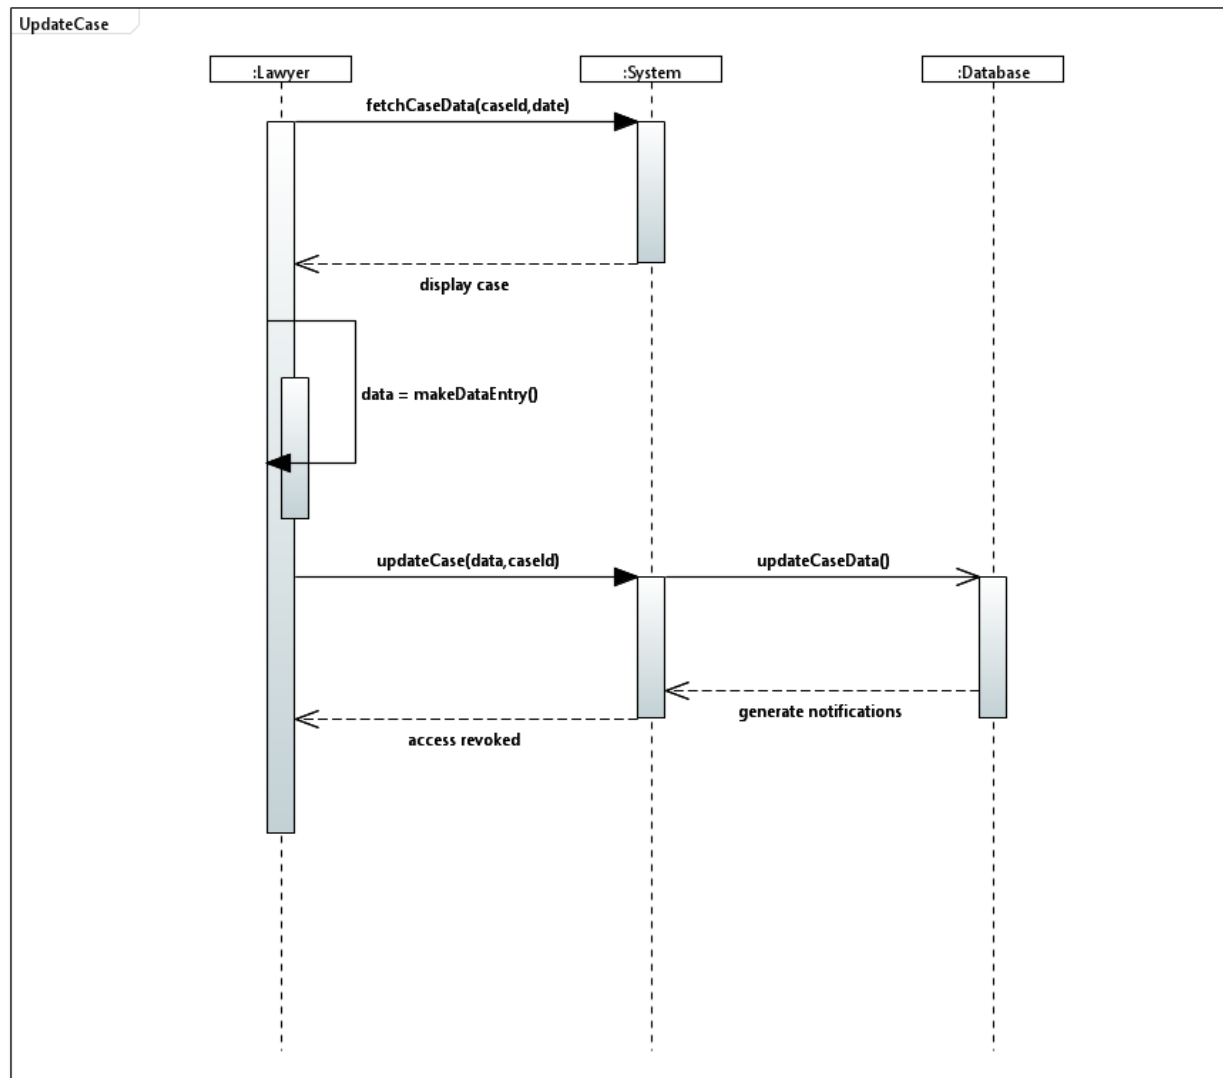 UpdateCase
:Lawyer
:System
:Database
fetchCaseData(caseId,date)
display case
data = makeDataEntry()
updateCase(data,caseId)
updateCaseData()
generate notifications
access revoked